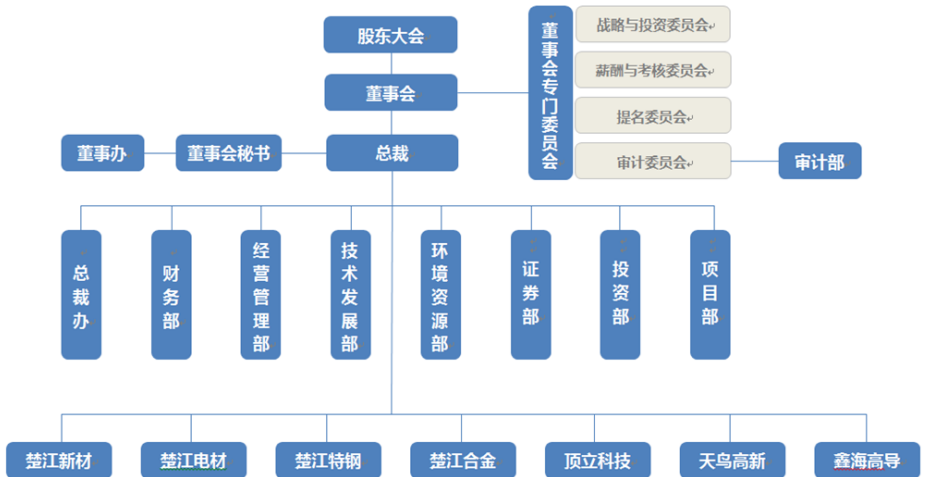 股东大会
董事会
总裁
董事会秘书
董事办
董事会专门委员会
战略与投资委员会
薪酬与考核委员会
提名委员会
审计委员会
审计部
总裁办
财务部
经营管理部
技术发展部
环境资源部
证券部
投资部
项目部
楚江新材
楚江电材
楚江特钢
楚江合金
顶立科技
天鸟高新
鑫海高导